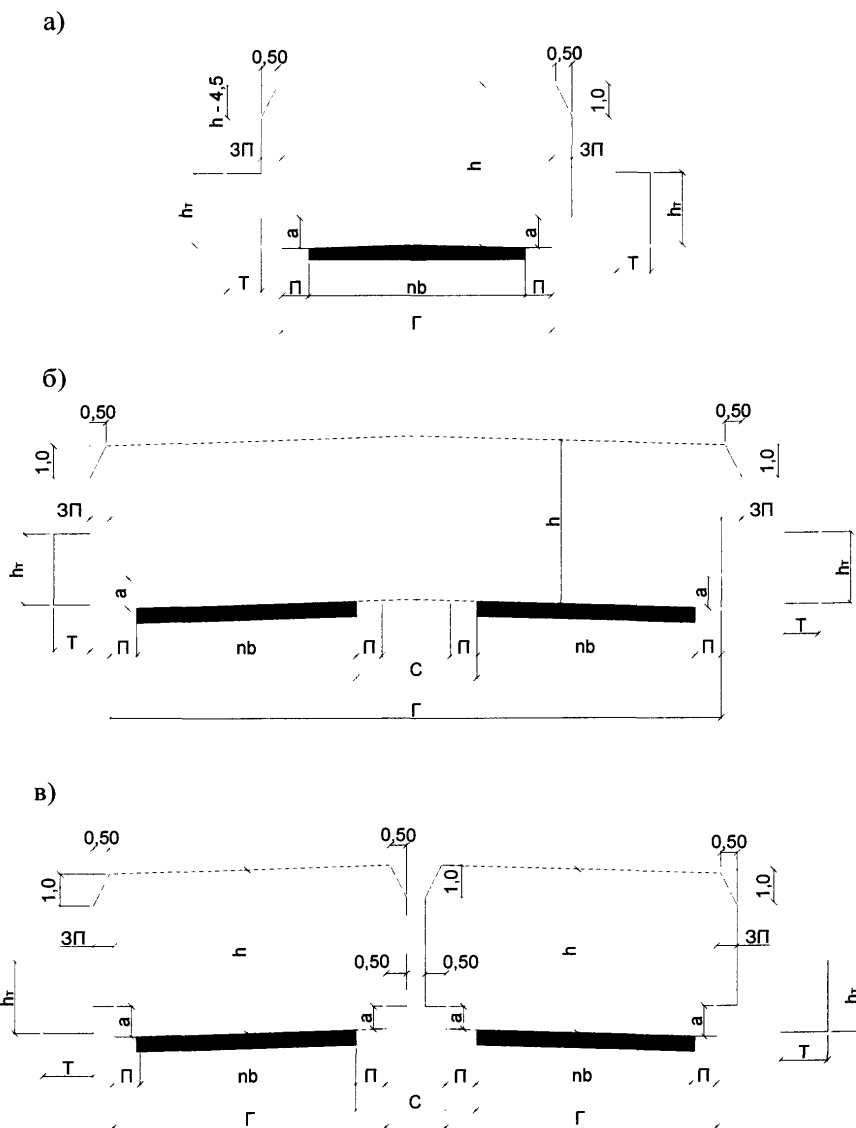 а)
0,50
0,50
h - 4,5
1,0
ЗП
h
ЗП
hт
a
a
hт
Т
П
nb
П
Т
Г
б)
0,50
0,50
1,0
1,0
ЗП
h
ЗП
hт
a
a
hт
Т
П
nb
П
П
nb
П
Т
С
Г
в)
0,50
0,50
0,50
1,0
1,0
1,0
ЗП
h
0,50
0,50
h
ЗП
hт
a
a
a
a
hт
Т
П
nb
П
П
nb
П
Т
С
Г
Г